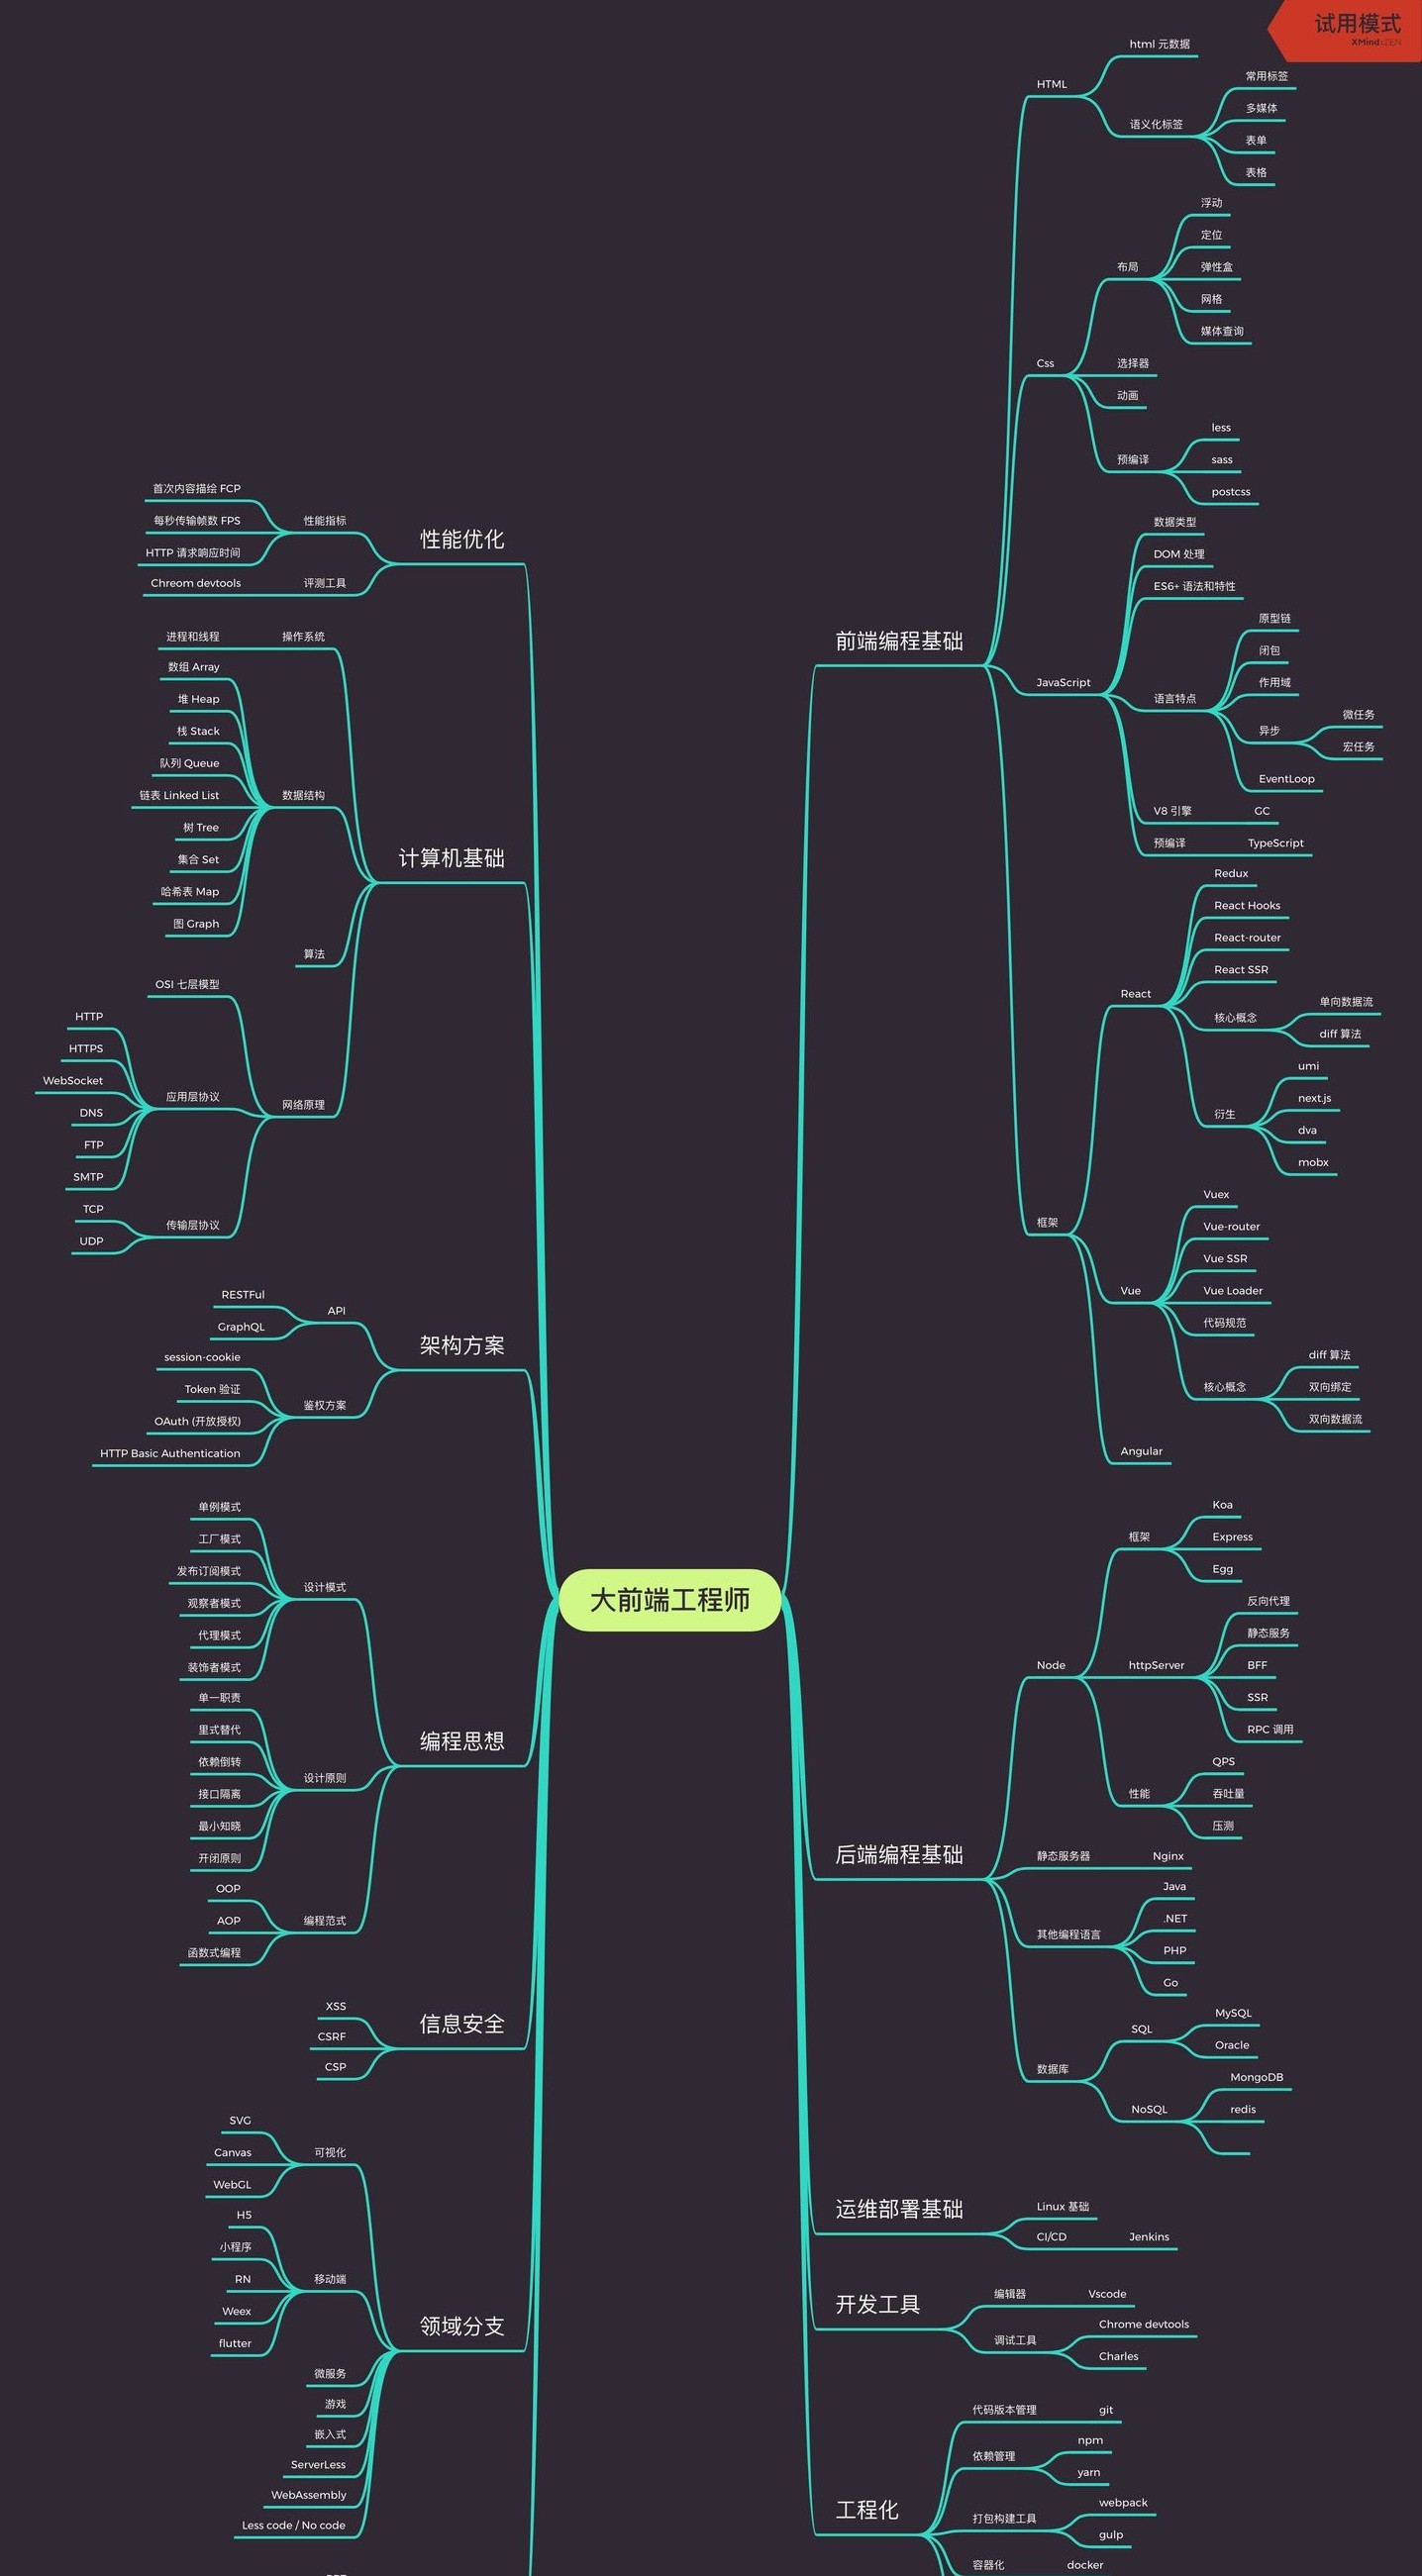 试用模式
XMind:ZEN
大前端工程师
前端编程基础
HTML
html 元数据
语义化标签
常用标签
多媒体
表单
表格
Css
布局
浮动
定位
弹性盒
网格
媒体查询
选择器
动画
预编译
less
sass
postcss
JavaScript
数据类型
DOM 处理
ES6+ 语法和特性
语言特点
原型链
闭包
作用域
异步
微任务
宏任务
EventLoop
V8 引擎
GC
预编译
TypeScript
框架
React
Redux
React Hooks
React-router
React SSR
核心概念
单向数据流
diff 算法
衍生
umi
next.js
dva
mobx
Vue
Vuex
Vue-router
Vue SSR
Vue Loader
代码规范
核心概念
diff 算法
双向绑定
双向数据流
Angular
后端编程基础
Node
框架
Koa
Express
Egg
httpServer
反向代理
静态服务
BFF
SSR
RPC 调用
性能
QPS
吞吐量
压测
静态服务器
Nginx
其他编程语言
Java
.NET
PHP
Go
数据库
SQL
MySQL
Oracle
NoSQL
MongoDB
redis
运维部署基础
Linux 基础
CI/CD
Jenkins
开发工具
编辑器
Vscode
调试工具
Chrome devtools
Charles
工程化
代码版本管理
git
依赖管理
npm
yarn
打包构建工具
webpack
gulp
容器化
docker
性能优化
性能指标
首次内容描绘 FCP
每秒传输帧数 FPS
HTTP 请求响应时间
评测工具
Chreom devtools
计算机基础
操作系统
进程和线程
数据结构
数组 Array
堆 Heap
栈 Stack
队列 Queue
链表 Linked List
树 Tree
集合 Set
哈希表 Map
图 Graph
算法
网络原理
OSI 七层模型
应用层协议
HTTP
HTTPS
WebSocket
DNS
FTP
SMTP
传输层协议
TCP
UDP
架构方案
API
RESTFul
GraphQL
鉴权方案
session-cookie
Token 验证
OAuth (开放授权)
HTTP Basic Authentication
编程思想
设计模式
单例模式
工厂模式
发布订阅模式
观察者模式
代理模式
装饰者模式
设计原则
单一职责
里式替代
依赖倒转
接口隔离
最小知晓
开闭原则
编程范式
OOP
AOP
函数式编程
信息安全
XSS
CSRF
CSP
领域分支
可视化
SVG
Canvas
WebGL
移动端
H5
小程序
RN
Weex
flutter
微服务
游戏
嵌入式
ServerLess
WebAssembly
Less code / No code